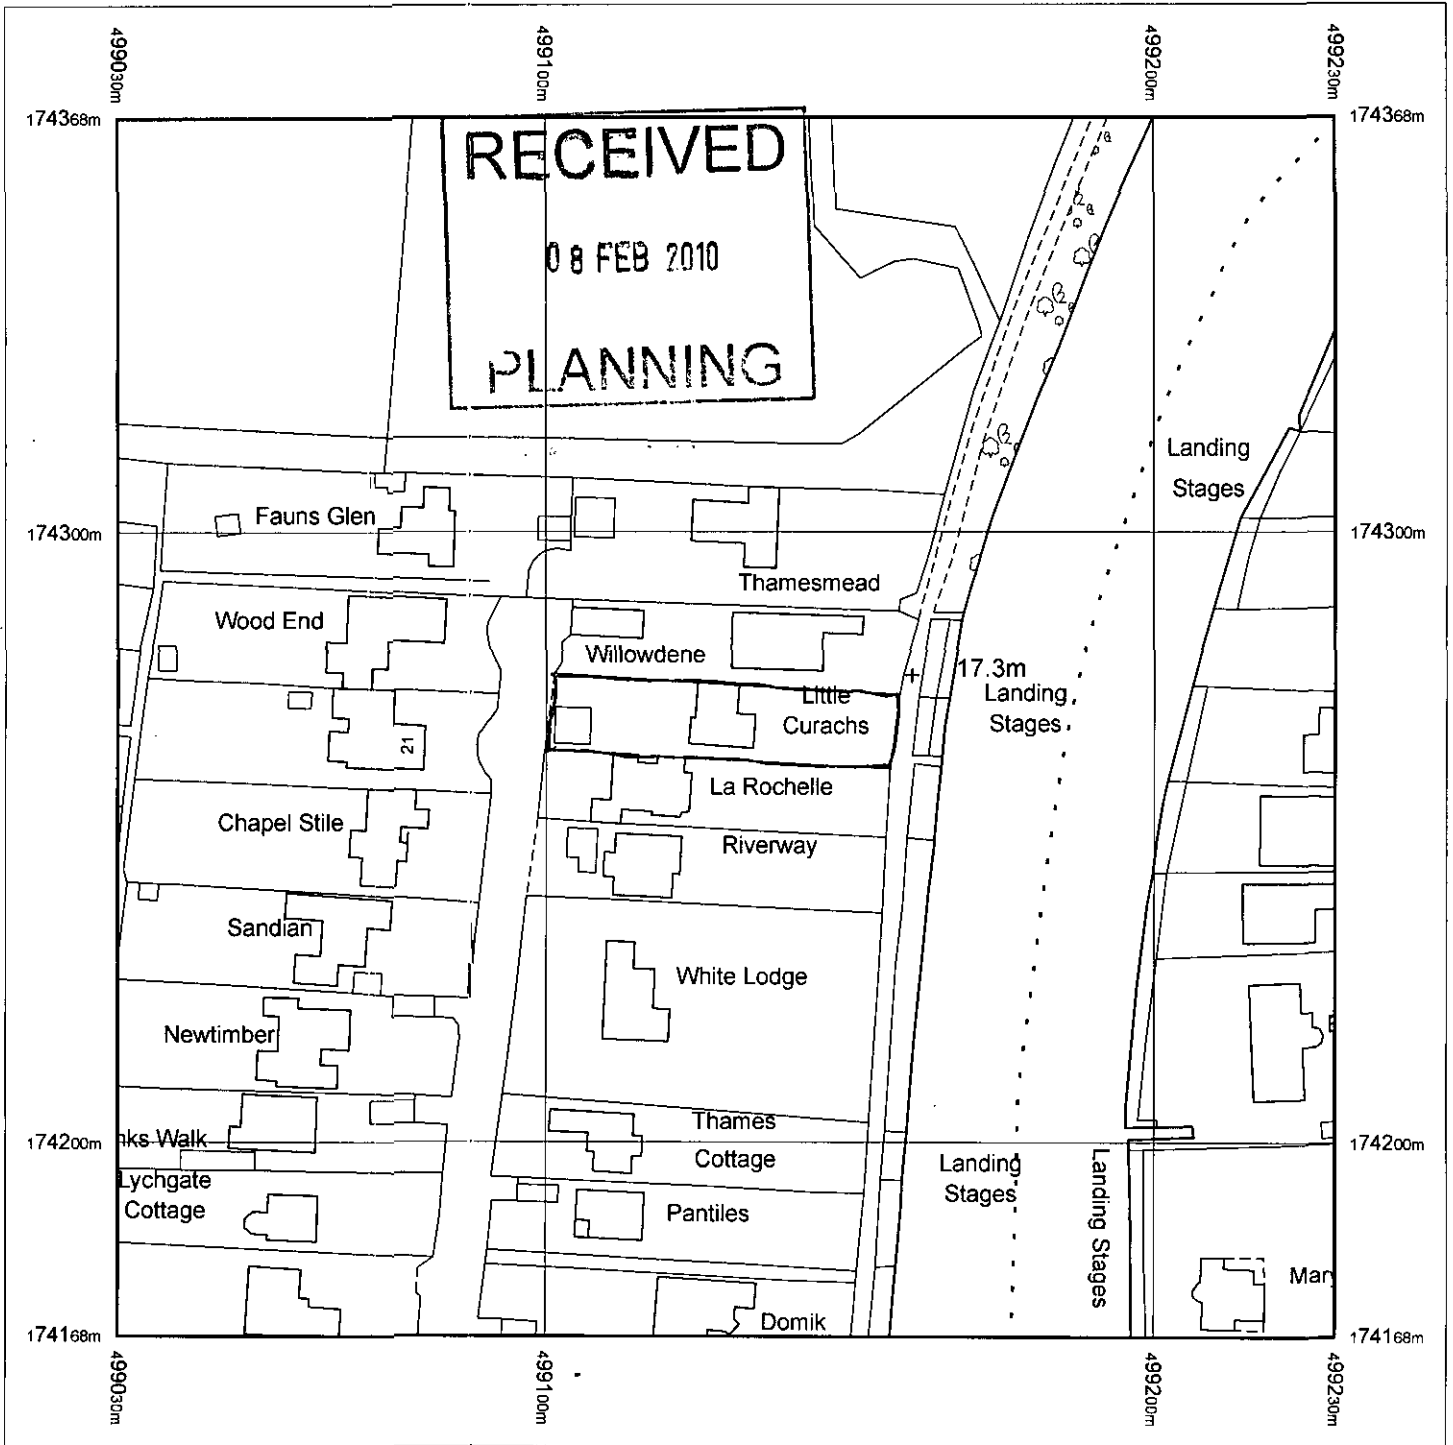 499030m
499100m
499200m
499230m
174368m
174368m
RECEIVED
08 FEB 2010
PLANNING
Landing
Stages
Fauns Glen
174300m
174300m
Thamesmead
Wood End
Willowdene
17.3m
Little
Curachs
Landing
Stages
21
La Rochelle
Chapel Stile
Riverway
Sandian
White Lodge
Newtimber
Thames
Cottage
nks Walk
174200m
174200m
Landing
Stages
Landing Stages
Lychgate
Cottage
Pantiles
Mary
Domik
174168m
174168m
499030m
499100m
499200m
499230m